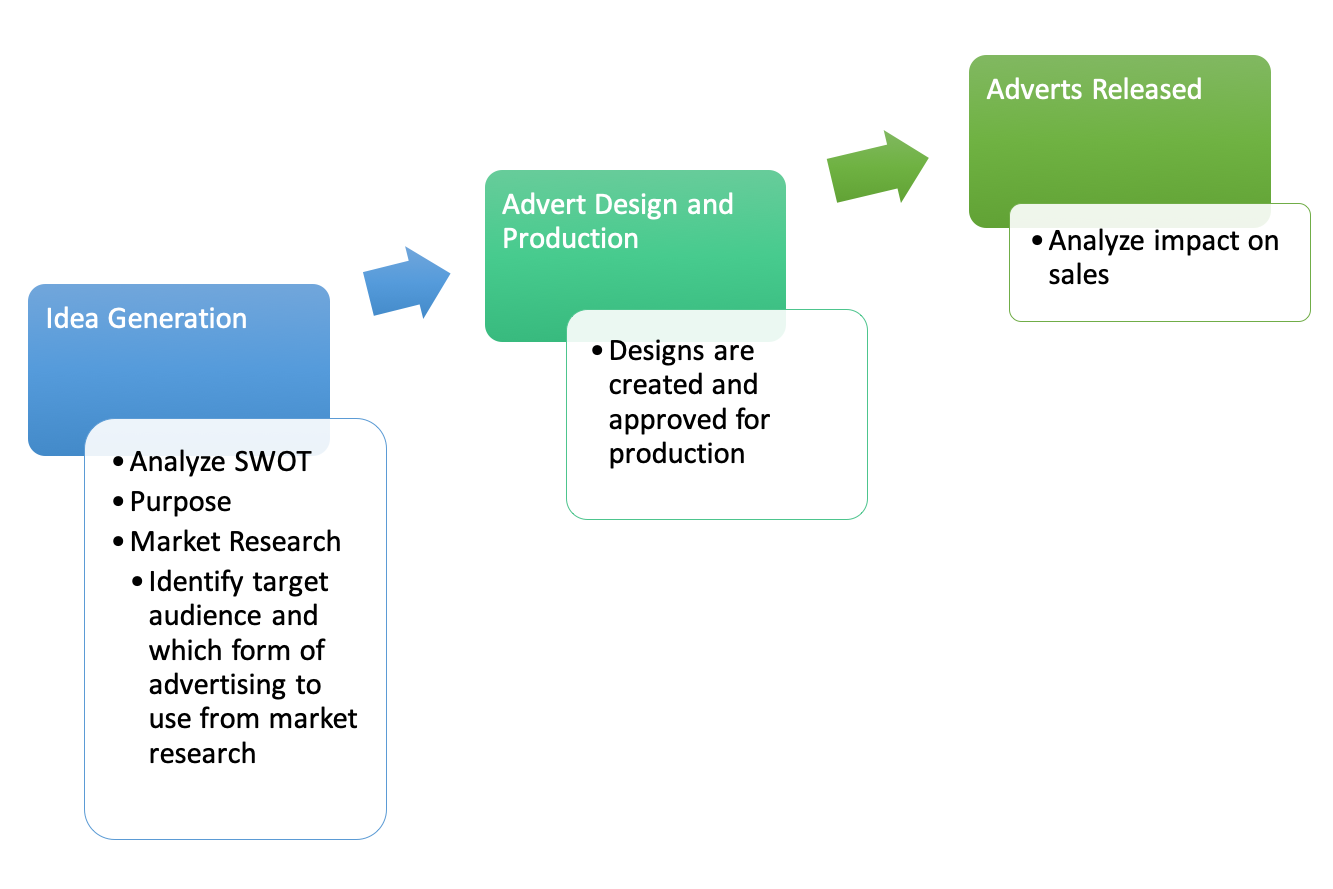 Idea Generation
• Analyze SWOT
• Purpose
• Market Research
• Identify target
audience and
which form of
advertising to
use from market
research
Advert Design and
Production
• Designs are
created and
approved for
production
Adverts Released
• Analyze impact on
sales